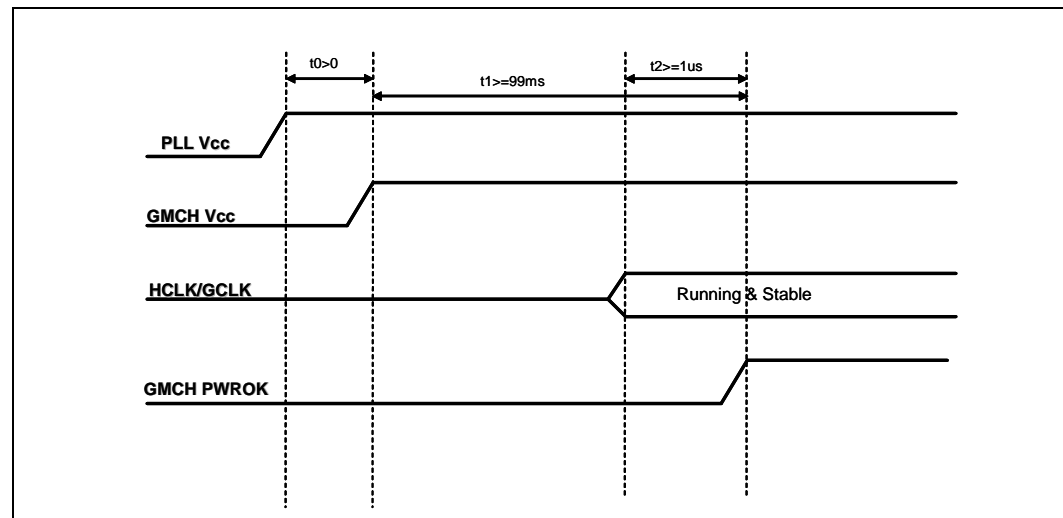 t0>0
t2>=1us
t1>=99ms
PLL Vcc
GMCH Vcc
HCLK/GCLK
Running & Stable
GMCH PWROK